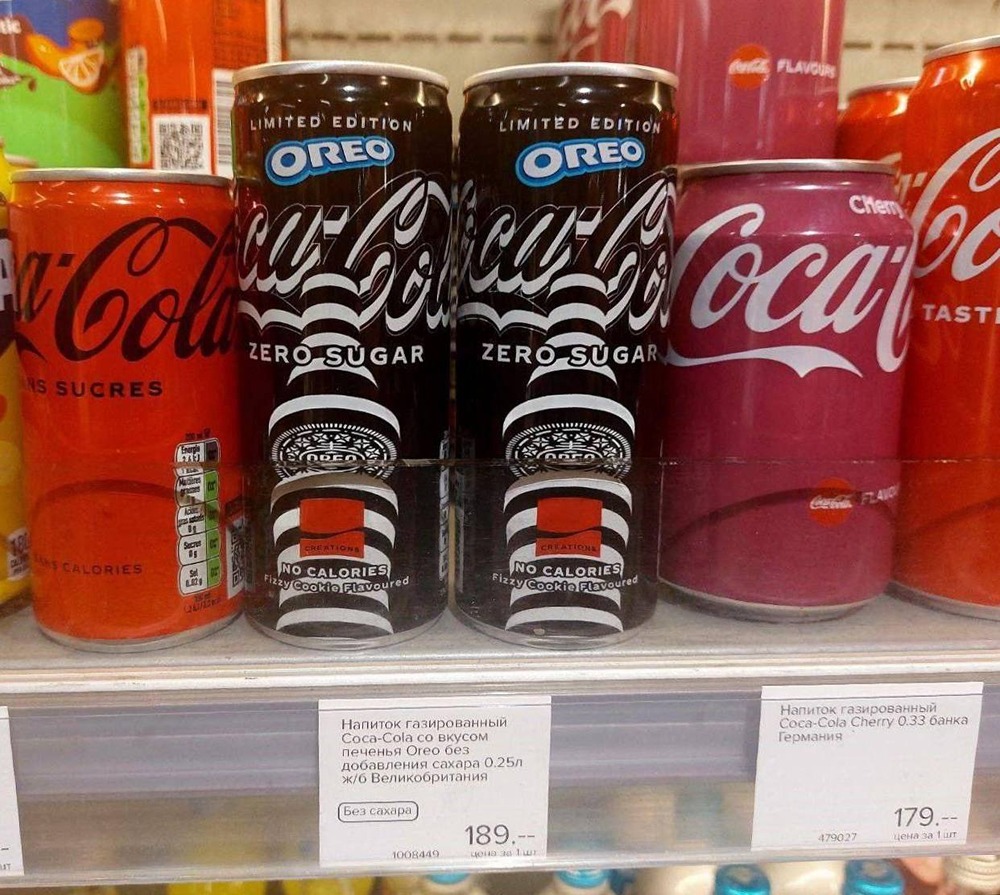 FLAVOURS
LIMITED EDITION
OREO
Coca-Cola
ZERO SUGAR
OREO
CREATIONS
NO CALORIES
Fizzy Cookie Flavoured
LIMITED EDITION
OREO
Coca-Cola
ZERO SUGAR
OREO
CREATIONS
NO CALORIES
Fizzy Cookie Flavoured
Cola
SUCRES
CALORIES
Cherry
Coca
TASTE
Напиток газированный
Coca-Cola со вкусом
печенья Oreo без
добавления сахара 0.25л
ж/б Великобритания
Без сахара
189.--
1008449 цена за 1 шт
Напиток газированный
Coca-Cola Cherry 0.33 банка
Германия
179.--
479027 цена за 1 шт